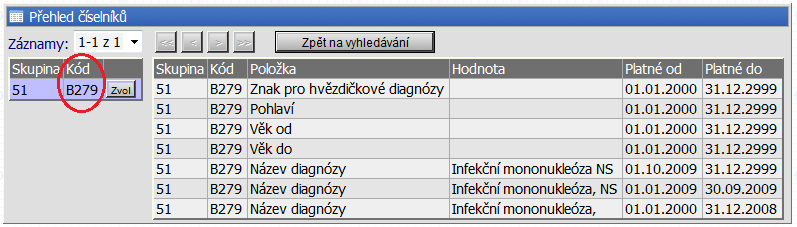 Přehled číselníků
Záznamy: 1-1 z 1 << < > >> Zpět na vyhledávání
Skupina Kód
51 B279 Zvol
Skupina Kód Položka Hodnota Platné od Platné do
51 B279 Znak pro hvězdičkové diagnózy 01.01.2000 31.12.2999
51 B279 Pohlaví 01.01.2000 31.12.2999
51 B279 Věk od 01.01.2000 31.12.2999
51 B279 Věk do 01.01.2000 31.12.2999
51 B279 Název diagnózy Infekční mononukleóza NS 01.10.2009 31.12.2999
51 B279 Název diagnózy Infekční mononukleóza, NS 01.01.2009 30.09.2009
51 B279 Název diagnózy Infekční mononukleóza, 01.01.2000 31.12.2008